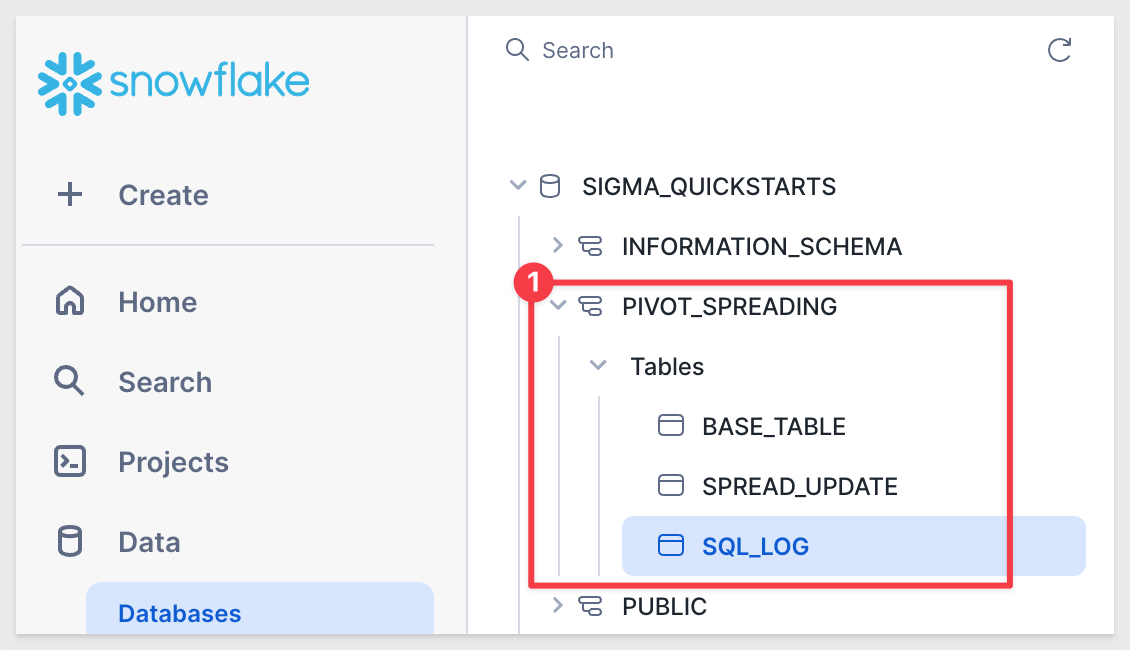 snowflake
Create
Home
Search
Projects
Data
Databases
Search
SIGMA_QUICKSTARTS
INFORMATION_SCHEMA
1
PIVOT_SPREADING
Tables
BASE_TABLE
SPREAD_UPDATE
SQL_LOG
PUBLIC